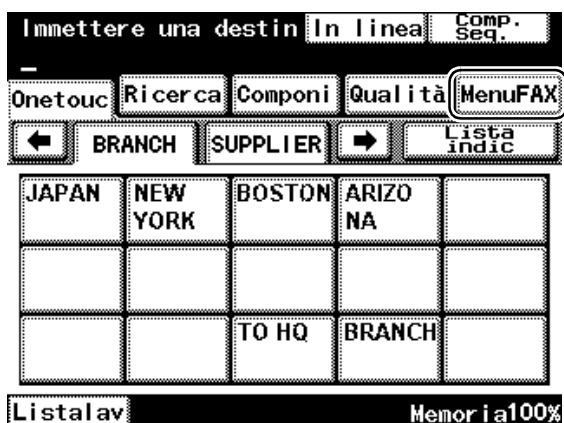 Immettere una destin In linea Comp. Seq.
Onetouc Ricerca Componi Qualità MenuFAX
BRANCH SUPPLIER Lista indic
JAPAN NEW YORK BOSTON ARIZO NA
TO HQ BRANCH
Listalav Memoria100%